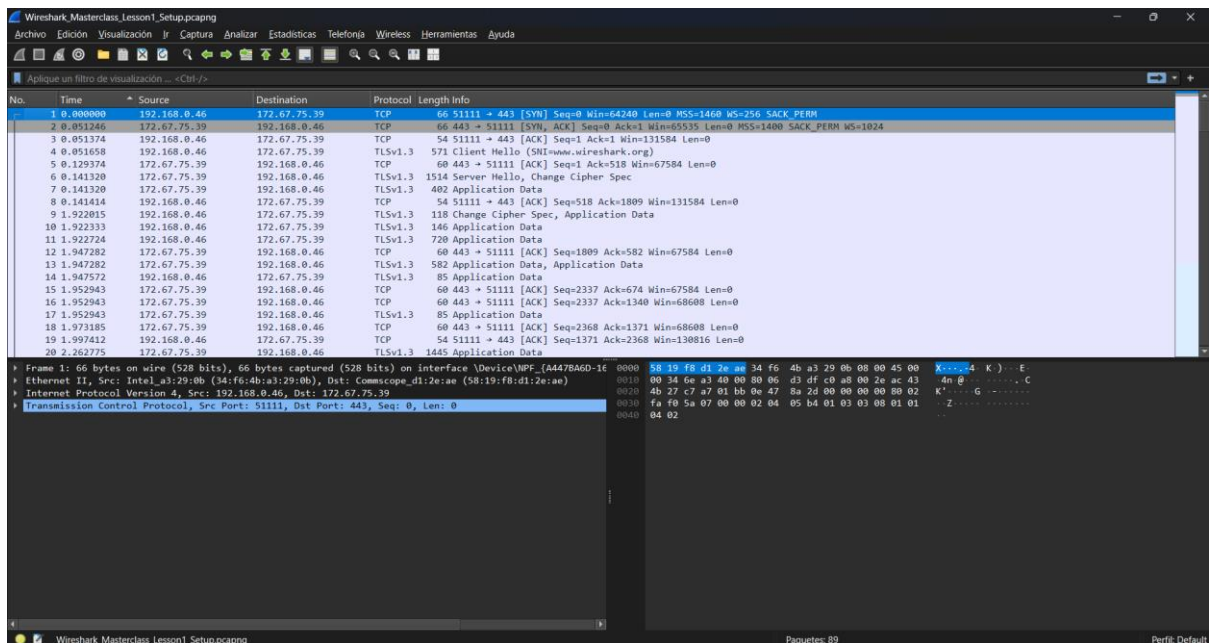 Wireshark_Masterclass_Lesson1_Setup.pcapng
Archivo Edición Visualización Ir Captura Analizar Estadísticas Telefonía Wireless Herramientas Ayuda
Aplique un filtro de visualización ... <Ctrl-/>
No. Time Source Destination Protocol Length Info
1 0.000000 192.168.0.46 172.67.75.39 TCP 66 51111 → 443 [SYN] Seq=0 Win=64240 Len=0 MSS=1460 WS=256 SACK_PERM
2 0.051246 172.67.75.39 192.168.0.46 TCP 66 443 → 51111 [SYN, ACK] Seq=0 Ack=1 Win=65535 Len=0 MSS=1400 SACK_PERM WS=1024
3 0.051374 192.168.0.46 172.67.75.39 TCP 54 51111 → 443 [ACK] Seq=1 Ack=1 Win=131584 Len=0
4 0.051658 192.168.0.46 172.67.75.39 TLSv1.3 571 Client Hello (SNI=www.wireshark.org)
5 0.129374 172.67.75.39 192.168.0.46 TCP 60 443 → 51111 [ACK] Seq=1 Ack=518 Win=67584 Len=0
6 0.141320 172.67.75.39 192.168.0.46 TLSv1.3 1514 Server Hello, Change Cipher Spec
7 0.141320 172.67.75.39 192.168.0.46 TLSv1.3 402 Application Data
8 0.141414 192.168.0.46 172.67.75.39 TCP 54 51111 → 443 [ACK] Seq=518 Ack=1809 Win=131584 Len=0
9 1.922015 192.168.0.46 172.67.75.39 TLSv1.3 118 Change Cipher Spec, Application Data
10 1.922333 192.168.0.46 172.67.75.39 TLSv1.3 146 Application Data
11 1.922724 192.168.0.46 172.67.75.39 TLSv1.3 720 Application Data
12 1.947282 172.67.75.39 192.168.0.46 TCP 60 443 → 51111 [ACK] Seq=1809 Ack=582 Win=67584 Len=0
13 1.947282 172.67.75.39 192.168.0.46 TLSv1.3 582 Application Data, Application Data
14 1.947572 192.168.0.46 172.67.75.39 TLSv1.3 85 Application Data
15 1.952943 172.67.75.39 192.168.0.46 TCP 60 443 → 51111 [ACK] Seq=2337 Ack=674 Win=67584 Len=0
16 1.952943 172.67.75.39 192.168.0.46 TCP 60 443 → 51111 [ACK] Seq=2337 Ack=1340 Win=68608 Len=0
17 1.952943 172.67.75.39 192.168.0.46 TLSv1.3 85 Application Data
18 1.973185 172.67.75.39 192.168.0.46 TCP 60 443 → 51111 [ACK] Seq=2368 Ack=1371 Win=68608 Len=0
19 1.997412 192.168.0.46 172.67.75.39 TCP 54 51111 → 443 [ACK] Seq=1371 Ack=2368 Win=130816 Len=0
20 2.262775 172.67.75.39 192.168.0.46 TLSv1.3 1445 Application Data
Frame 1: 66 bytes on wire (528 bits), 66 bytes captured (528 bits) on interface \Device\NPF_{A447BA6D-16
Ethernet II, Src: Intel_a3:29:0b (34:f6:4b:a3:29:0b), Dst: Commscope_d1:2e:ae (58:19:f8:d1:2e:ae)
Internet Protocol Version 4, Src: 192.168.0.46, Dst: 172.67.75.39
Transmission Control Protocol, Src Port: 51111, Dst Port: 443, Seq: 0, Len: 0
0000 58 19 f8 d1 2e ae 34 f6 4b a3 29 0b 08 00 45 00 X·····4· K·)···E·
0010 00 34 6e a3 40 00 80 06 d3 df c0 a8 00 2e ac 43 ·4n·@··· ·····.·C
0020 4b 27 c7 a7 01 bb 0e 47 8a 2d 00 00 00 00 80 02 K'·····G ·-······
0030 fa f0 5a 07 00 00 02 04 05 b4 01 03 03 08 01 01 ··Z····· ········
0040 04 02 ··
Wireshark_Masterclass_Lesson1_Setup.pcapng Paquetes: 89 Perfil: Default